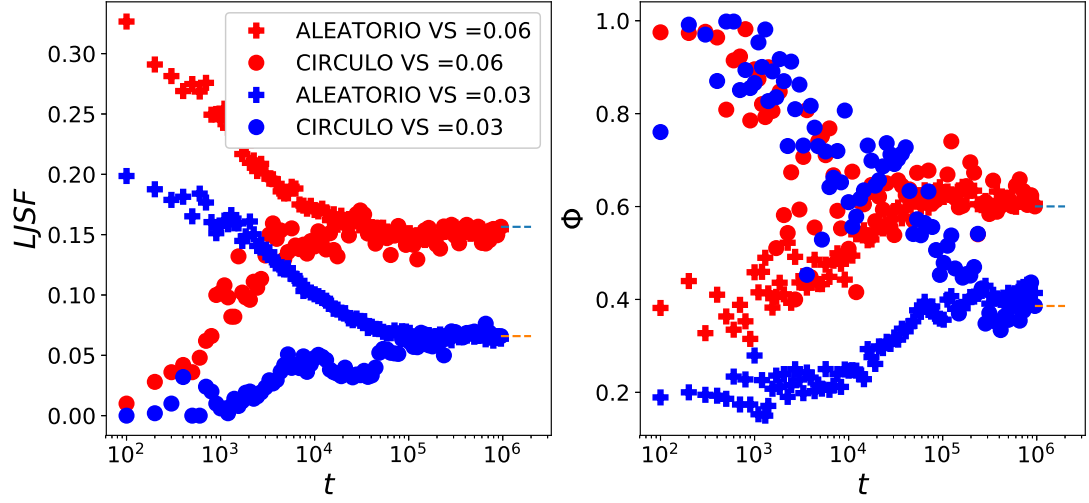 ALEATORIO VS =0.06
CIRCULO VS =0.06
ALEATORIO VS =0.03
CIRCULO VS =0.03
LJSF
0.30
0.25
0.20
0.15
0.10
0.05
0.00
10² 10³ 10⁴ 10⁵ 10⁶
t
Φ
1.0
0.8
0.6
0.4
0.2
10² 10³ 10⁴ 10⁵ 10⁶
t